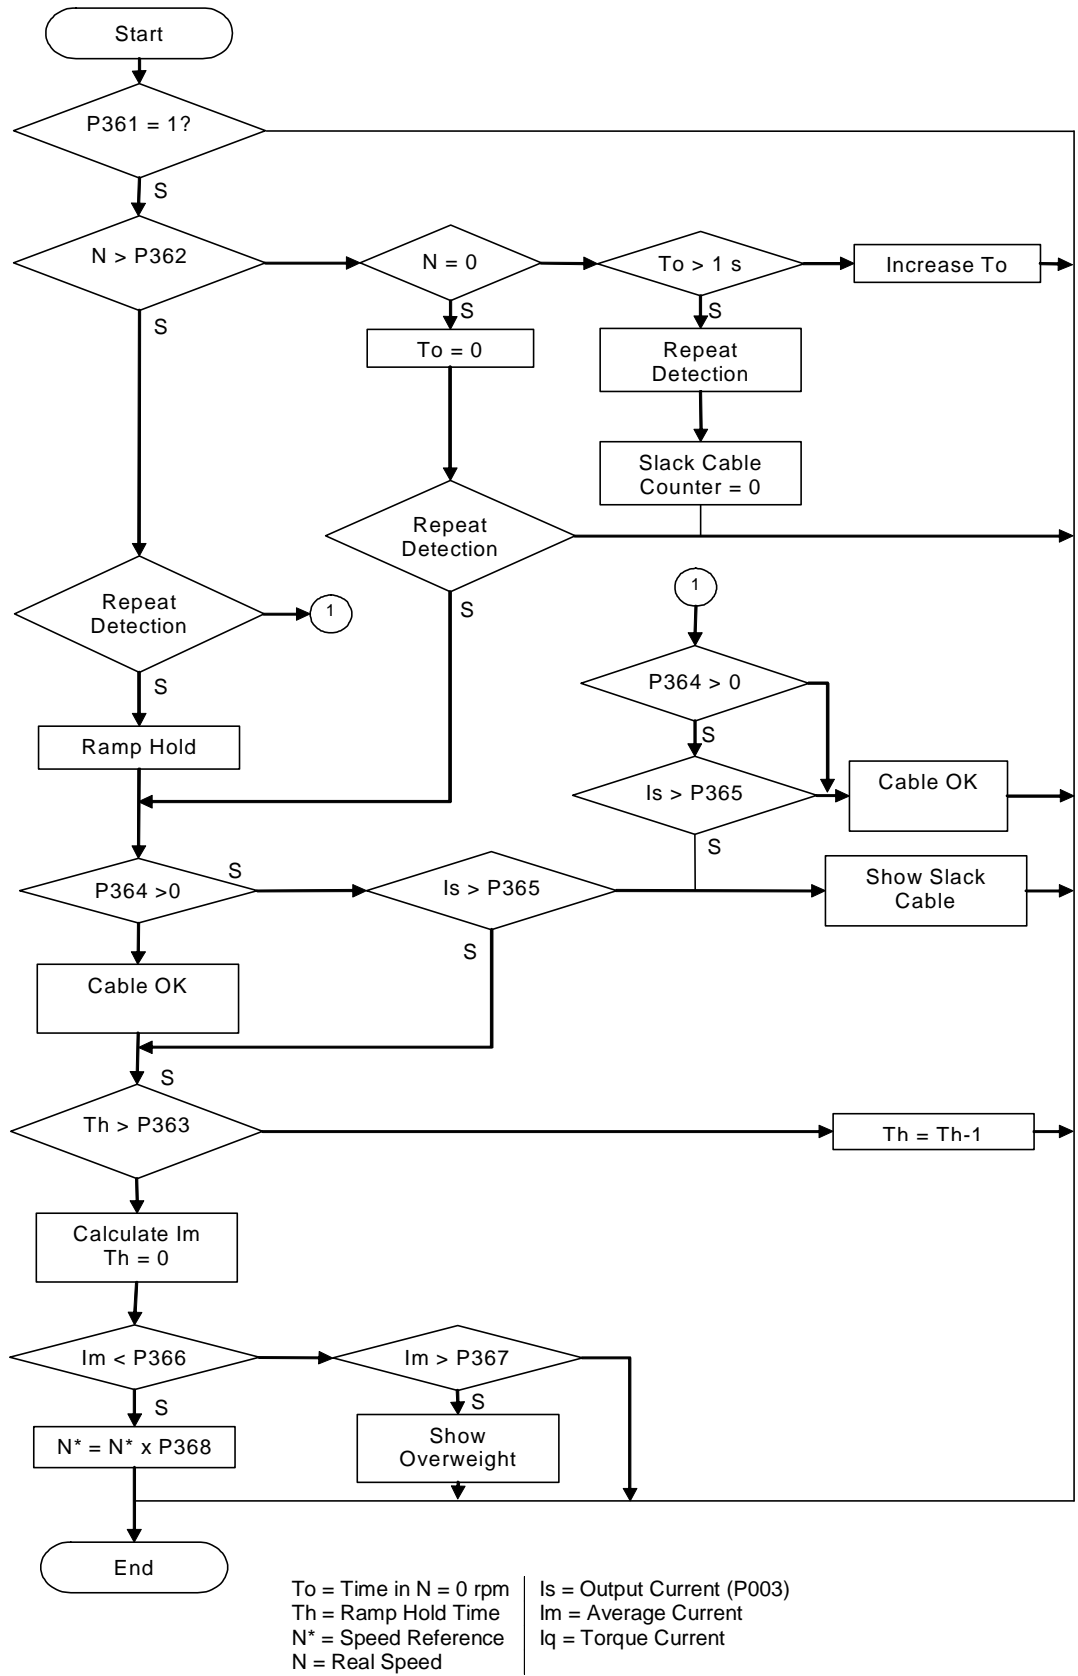 Start
P361 = 1?
S
N > P362
N = 0
To > 1 s
Increase To
S
S
S
To = 0
Repeat
Detection
Slack Cable
Counter = 0
Repeat
Detection
S
Repeat
Detection
1
1
S
P364 > 0
S
Ramp Hold
Is > P365
Cable OK
S
P364 >0
S
Is > P365
Show Slack
Cable
S
Cable OK
S
Th > P363
Th = Th-1
Calculate Im
Th = 0
Im < P366
Im > P367
S
S
N* = N* x P368
Show
Overweight
End
To = Time in N = 0 rpm
Th = Ramp Hold Time
N* = Speed Reference
N = Real Speed
Is = Output Current (P003)
Im = Average Current
Iq = Torque Current